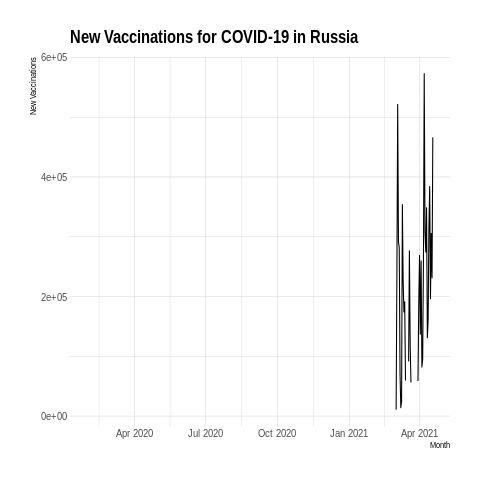 New Vaccinations for COVID-19 in Russia
New Vaccinations
6e+05
4e+05
2e+05
0e+00
Apr 2020 Jul 2020 Oct 2020 Jan 2021 Apr 2021
Month